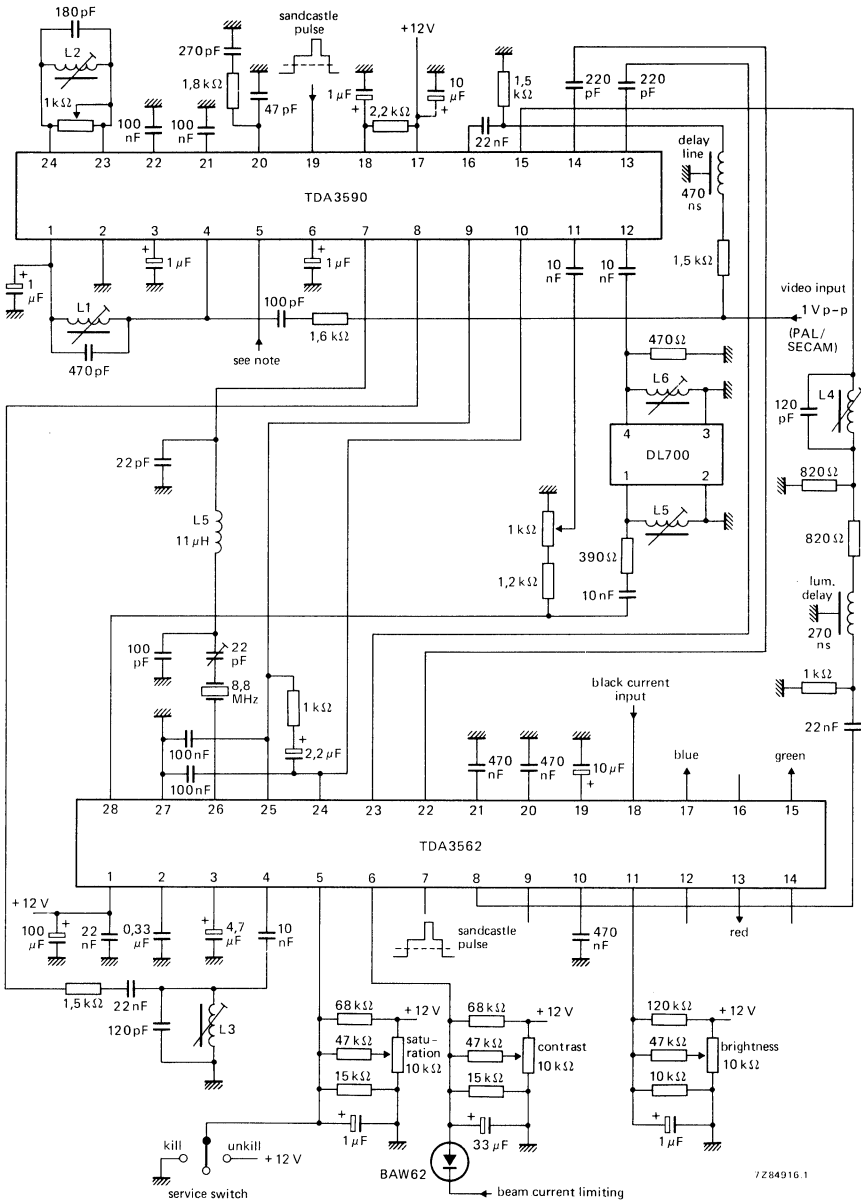 180 pF
L2
1 kΩ
270 pF
1,8 kΩ
100 nF
100 nF
47 pF
sandcastle
pulse
+12 V
1 µF
+
2,2 kΩ
10 µF
+
22 nF
1,5 kΩ
220 pF
220 pF
delay
line
470
ns
24 23 22 21 20 19 18 17 16 15 14 13
TDA3590
1 2 3 4 5 6 7 8 9 10 11 12
+
1 µF
+
1 µF
+
1 µF
10 nF
10 nF
1,5 kΩ
L1
470 pF
100 pF
1,6 kΩ
see note
video input
1 V p-p
(PAL/
SECAM)
470 Ω
L6
120 pF
L4
4 3
DL700
1 2
22 pF
820 Ω
L5
11 µH
1 kΩ
L5
390 Ω
820 Ω
1,2 kΩ
10 nF
lum.
delay
270
ns
100 pF
22 pF
8,8
MHz
1 kΩ
+
2,2 µF
100 nF
100 nF
black current
input
1 kΩ
22 nF
470 nF
470 nF
10 µF
+
blue
green
28 27 26 25 24 23 22 21 20 19 18 17 16 15
TDA3562
1 2 3 4 5 6 7 8 9 10 11 12 13 14
+12 V
100 µF
+
22 nF
0,33 µF
+
4,7 µF
10 nF
sandcastle
pulse
470 nF
red
1,5 kΩ
22 nF
120 pF
L3
68 kΩ
+12 V
47 kΩ
satu-
ration
10 kΩ
15 kΩ
+
1 µF
68 kΩ
+12 V
47 kΩ
contrast
10 kΩ
15 kΩ
+
33 µF
120 kΩ
+12 V
47 kΩ
brightness
10 kΩ
10 kΩ
+
1 µF
kill
unkill
+12 V
service switch
BAW62
beam current limiting
7Z84916.1